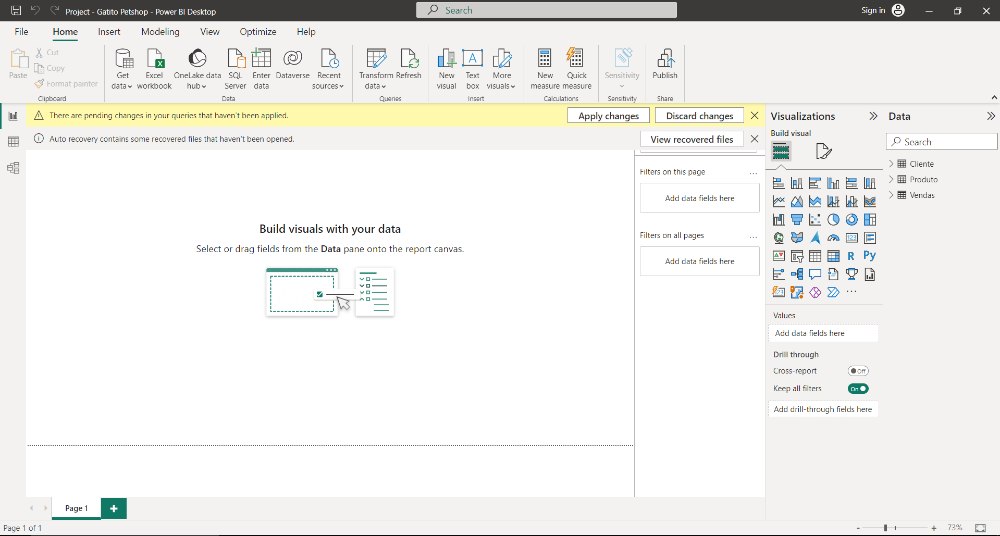 Project - Gatito Petshop - Power BI Desktop
Search
Sign in
File Home Insert Modeling View Optimize Help
Paste
Cut
Copy
Format painter
Clipboard
Get data
Excel workbook
OneLake data hub
SQL Server
Enter data
Dataverse
Recent sources
Data
Transform data
Refresh
Queries
New visual
A
Text box
More visuals
Insert
New measure
Quick measure
Calculations
Sensitivity
Sensitivity
Publish
Share
There are pending changes in your queries that haven't been applied.
Apply changes
Discard changes
Auto recovery contains some recovered files that haven't been opened.
View recovered files
Build visuals with your data
Select or drag fields from the Data pane onto the report canvas.
Filters on this page
...
Add data fields here
Filters on all pages
...
Add data fields here
Visualizations
Build visual
123
R
Py
123
...
Values
Add data fields here
Drill through
Cross-report
Off
Keep all filters
On
Add drill-through fields here
Data
Search
Cliente
Produto
Vendas
Page 1
+
Page 1 of 1
- + 73%